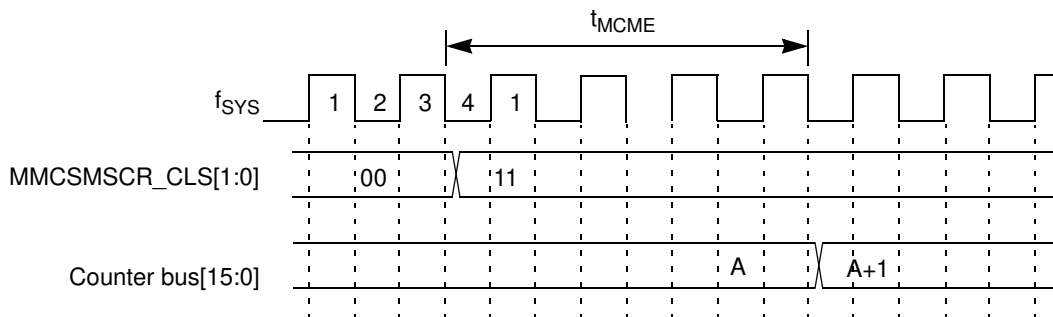 tMCME
fSYS 1 2 3 4 1
MMCSMSCR_CLS[1:0] 00 11
Counter bus[15:0] A A+1